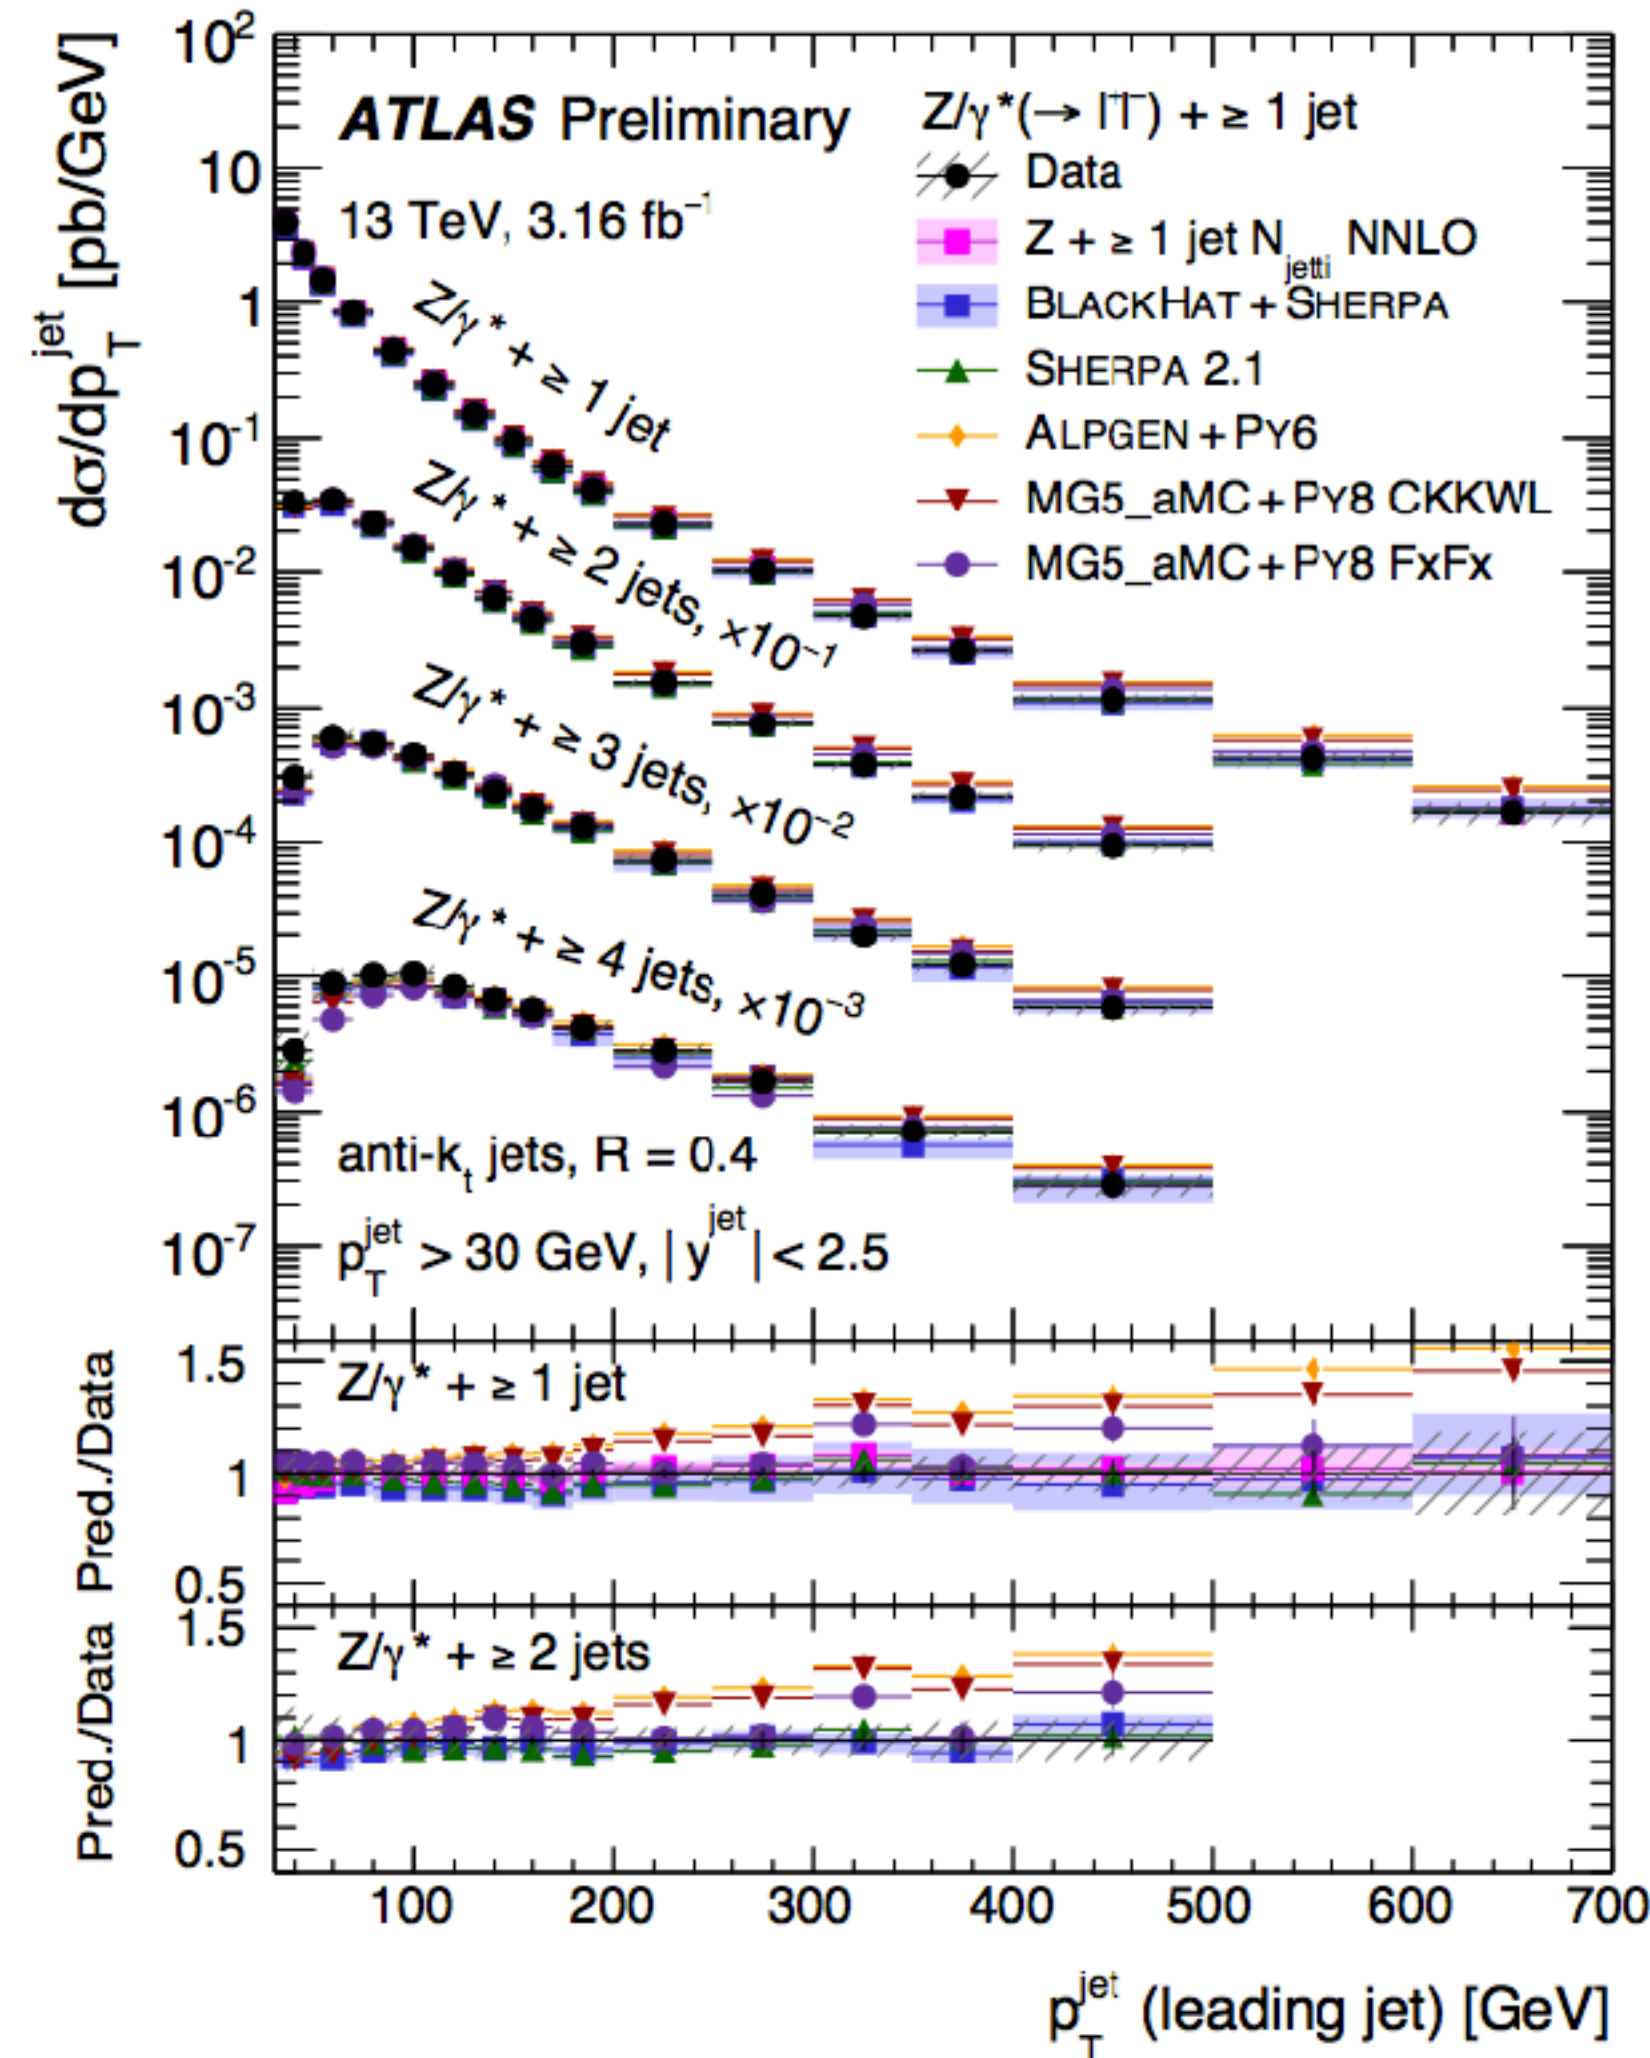 dσ/dp_T^jet [pb/GeV]
10^2
10
1
10^-1
10^-2
10^-3
10^-4
10^-5
10^-6
10^-7
ATLAS Preliminary
13 TeV, 3.16 fb^-1
Z/γ*(→ l^+l^-) + ≥ 1 jet
Data
Z + ≥ 1 jet N_jetti NNLO
BLACKHAT + SHERPA
SHERPA 2.1
ALPGEN + PY6
MG5_aMC + PY8 CKKWL
MG5_aMC + PY8 FxFx
Z/γ* + ≥ 1 jet
Z/γ* + ≥ 2 jets, ×10^-1
Z/γ* + ≥ 3 jets, ×10^-2
Z/γ* + ≥ 4 jets, ×10^-3
anti-k_t jets, R = 0.4
p_T^jet > 30 GeV, |y^jet| < 2.5
Pred./Data
1.5
1
0.5
Z/γ* + ≥ 1 jet
Pred./Data
1.5
1
0.5
Z/γ* + ≥ 2 jets
100 200 300 400 500 600 700
p_T^jet (leading jet) [GeV]